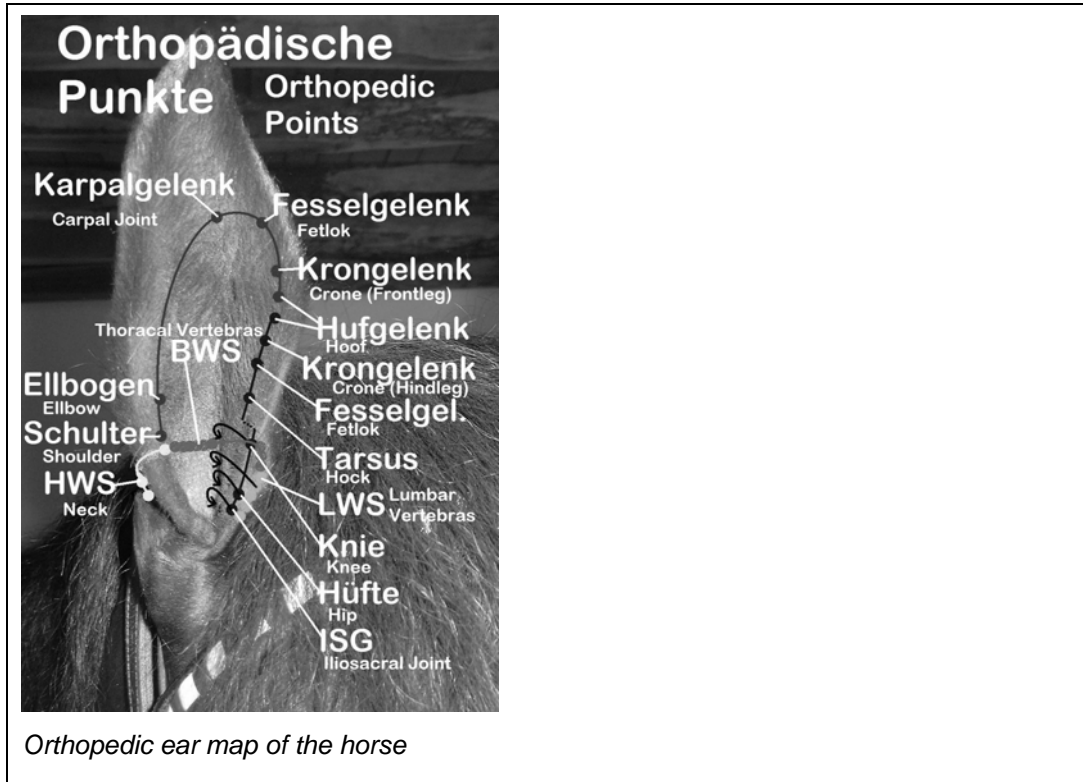 Orthopädische
Punkte
Orthopedic
Points
Karpalgelenk
Carpal Joint
Fesselgelenk
Fetlok
Krongelenk
Crone (Frontleg)
Thoracal Vertebras
BWS
Hufgelenk
Hoof
Krongelenk
Crone (Hindleg)
Ellbogen
Ellbow
Fesselgel.
Fetlok
Schulter
Shoulder
Tarsus
Hock
HWS
Neck
LWS Lumbar
Vertebras
Knie
Knee
Hüfte
Hip
ISG
Iliosacral Joint
Orthopedic ear map of the horse